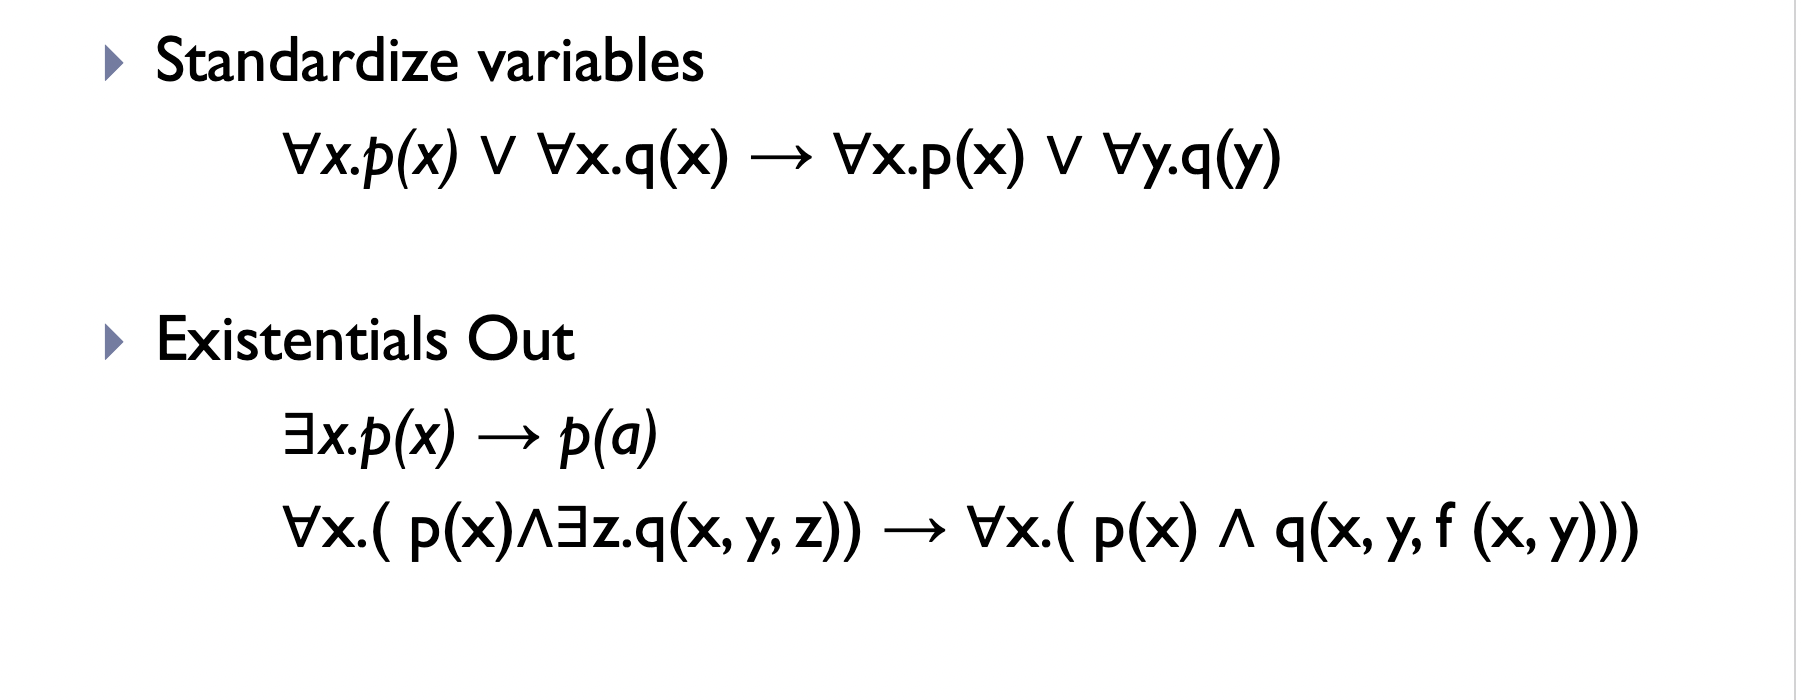 Standardize variables
∀x.p(x) ∨ ∀x.q(x) → ∀x.p(x) ∨ ∀y.q(y)
Existentials Out
∃x.p(x) → p(a)
∀x.( p(x)∧∃z.q(x, y, z)) → ∀x.( p(x) ∧ q(x, y, f (x, y)))